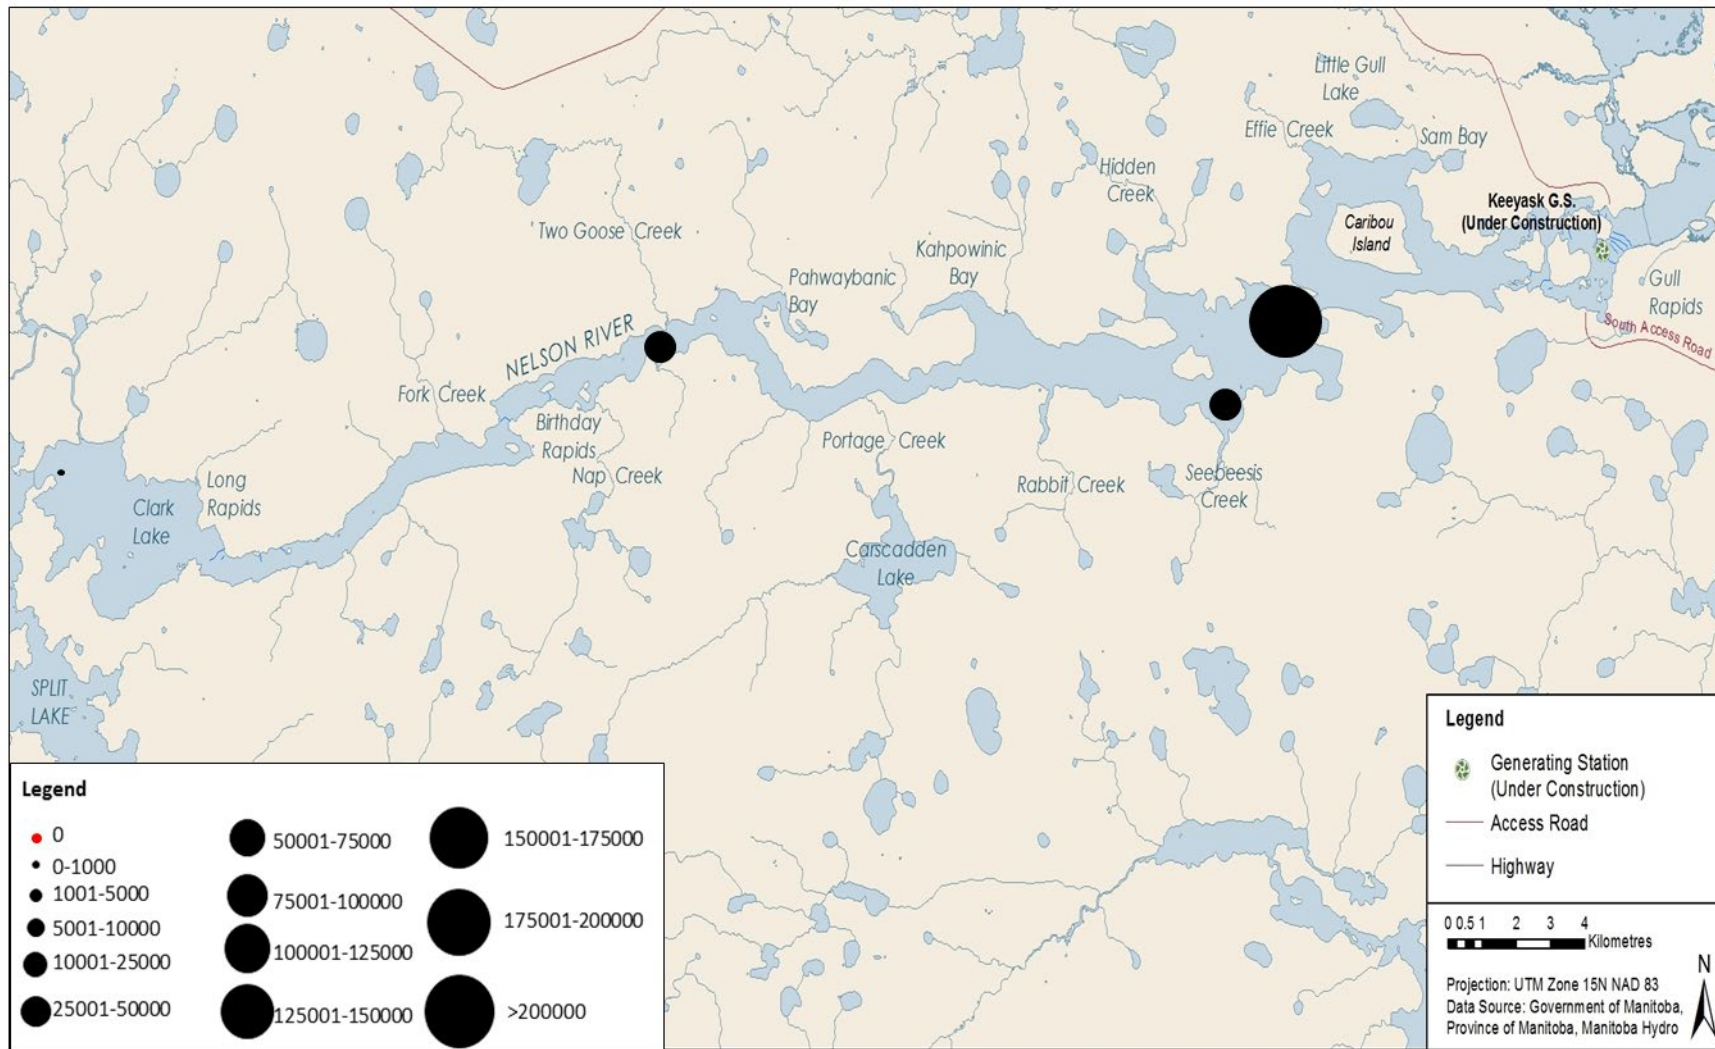 Little Gull
Lake
Effie Creek
Sam Bay
Hidden
Creek
Keeyask G.S.
(Under Construction)
Caribou
Island
' Two Goose Creek
Kahpowinic
Bay
Pahwaybanic
Bay
Gull
Rapids
South Access Road
NELSON RIVER
Fork Creek
Birthday
Rapids
Portage Creek
Nap Creek
Rabbit Creek
Seebeesis
Creek
Long
Rapids
Clark
Lake
Carscadden
Lake
SPLIT
LAKE
Legend
0
0-1000
1001-5000
5001-10000
10001-25000
25001-50000
50001-75000
75001-100000
100001-125000
125001-150000
150001-175000
175001-200000
>200000
Legend
Generating Station
(Under Construction)
Access Road
Highway
0 0.5 1 2 3 4
Kilometres
N
Projection: UTM Zone 15N NAD 83
Data Source: Government of Manitoba,
Province of Manitoba, Manitoba Hydro